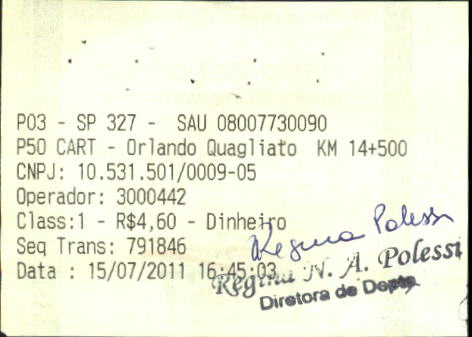 P03 - SP 327 - SAU 08007730090
P50 CART - Orlando Quagliato KM 14+500
CNPJ: 10.531.501/0009-05
Operador: 3000442
Class:1 - R$4,60 - Dinheiro
Seq Trans: 791846
Data : 15/07/2011 16:45:03
Regina Polessi
Regina N. A. Polessi
Diretora de Depto.